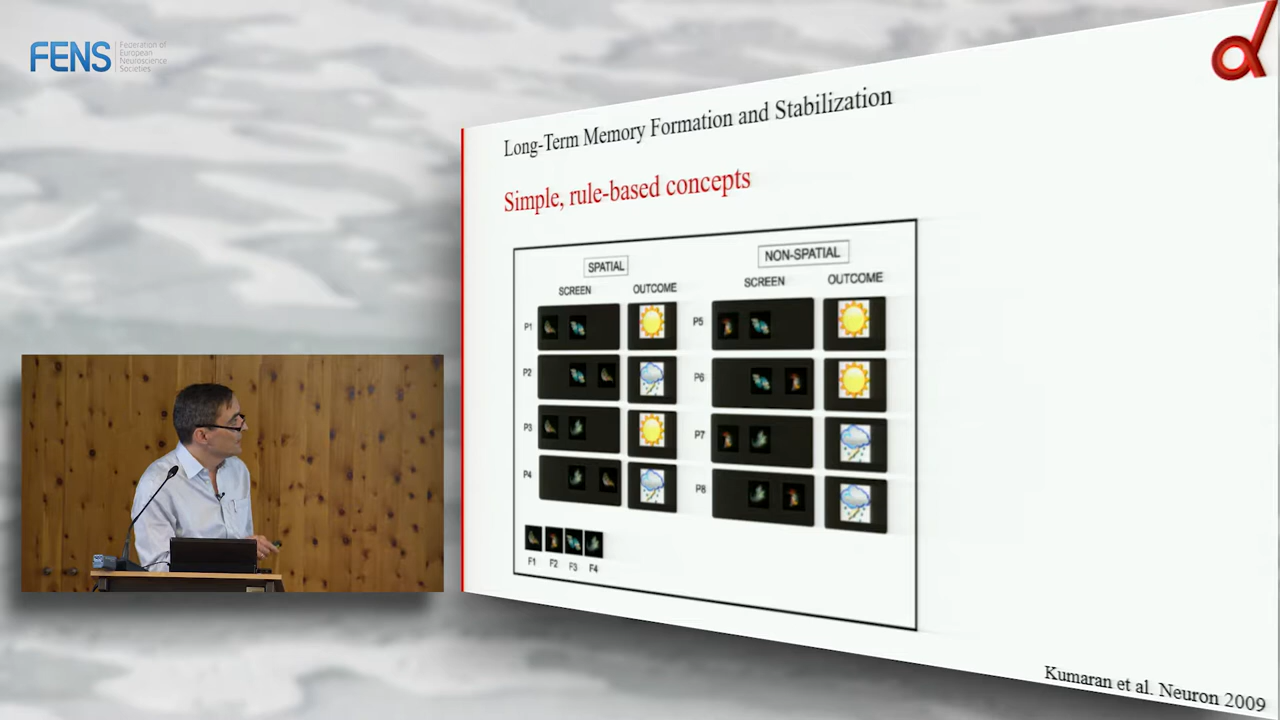 FENS
Federation of
European
Neuroscience
Societies
Long-Term Memory Formation and Stabilization
Simple, rule-based concepts
SPATIAL
NON-SPATIAL
SCREEN OUTCOME
SCREEN OUTCOME
P1
P5
P2
P6
P3
P7
P4
P8
F1 F2 F3 F4
Kumaran et al. Neuron 2009